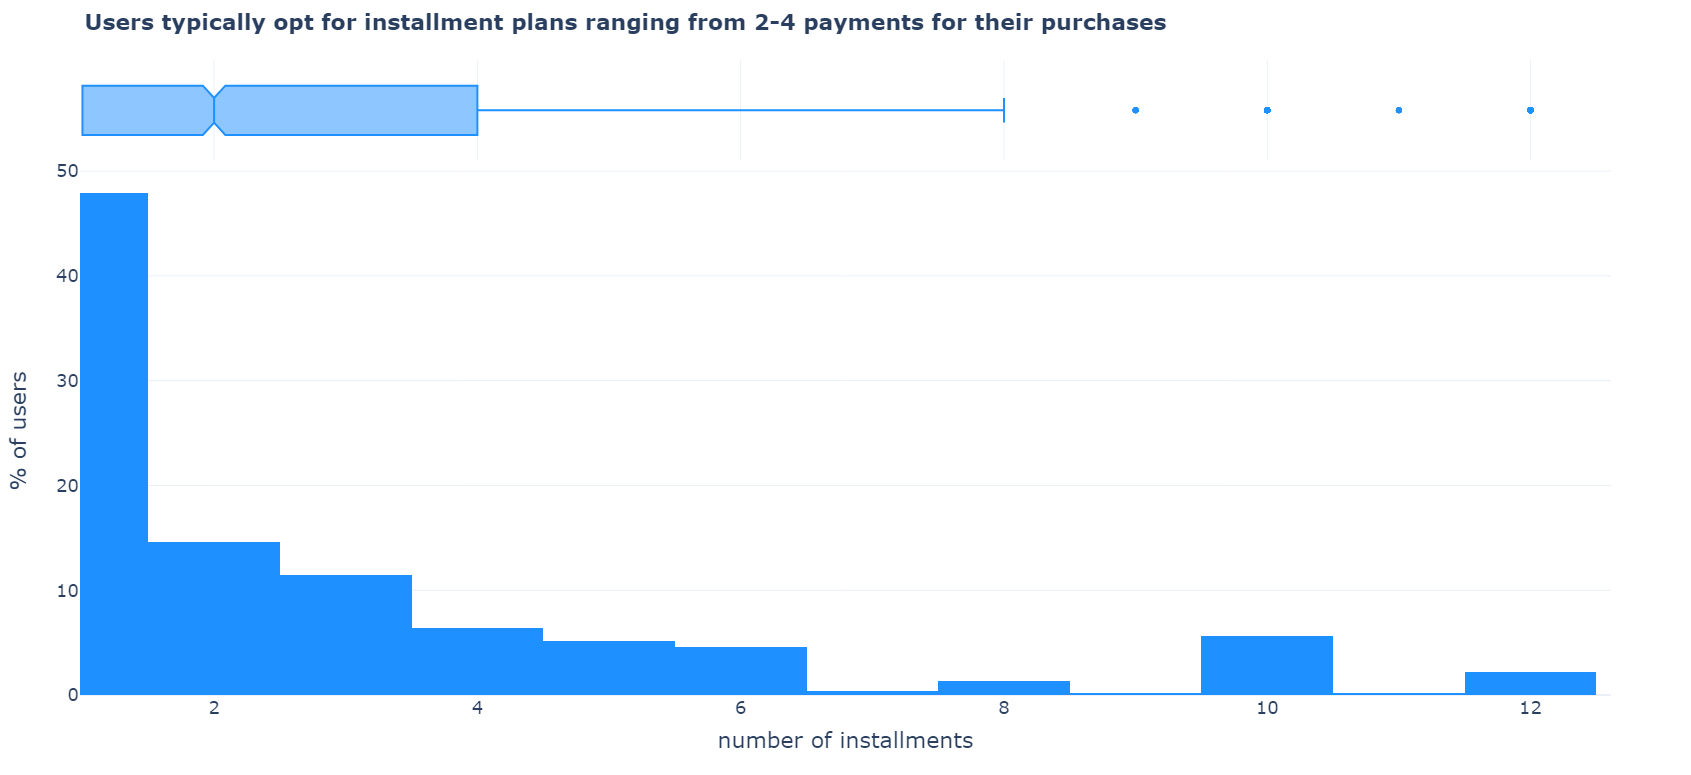 Users typically opt for installment plans ranging from 2-4 payments for their purchases
50
40
30
20
10
0
% of users
2 4 6 8 10 12
number of installments